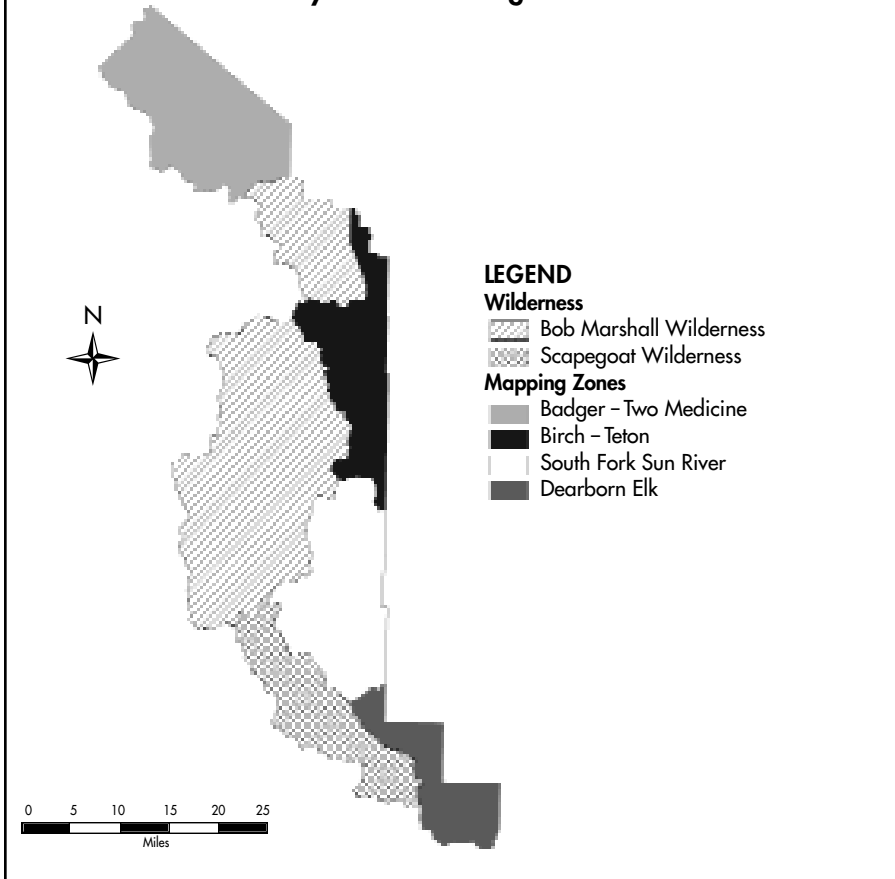 N
LEGEND
Wilderness
Bob Marshall Wilderness
Scapegoat Wilderness
Mapping Zones
Badger – Two Medicine
Birch – Teton
South Fork Sun River
Dearborn Elk
0 5 10 15 20 25
Miles